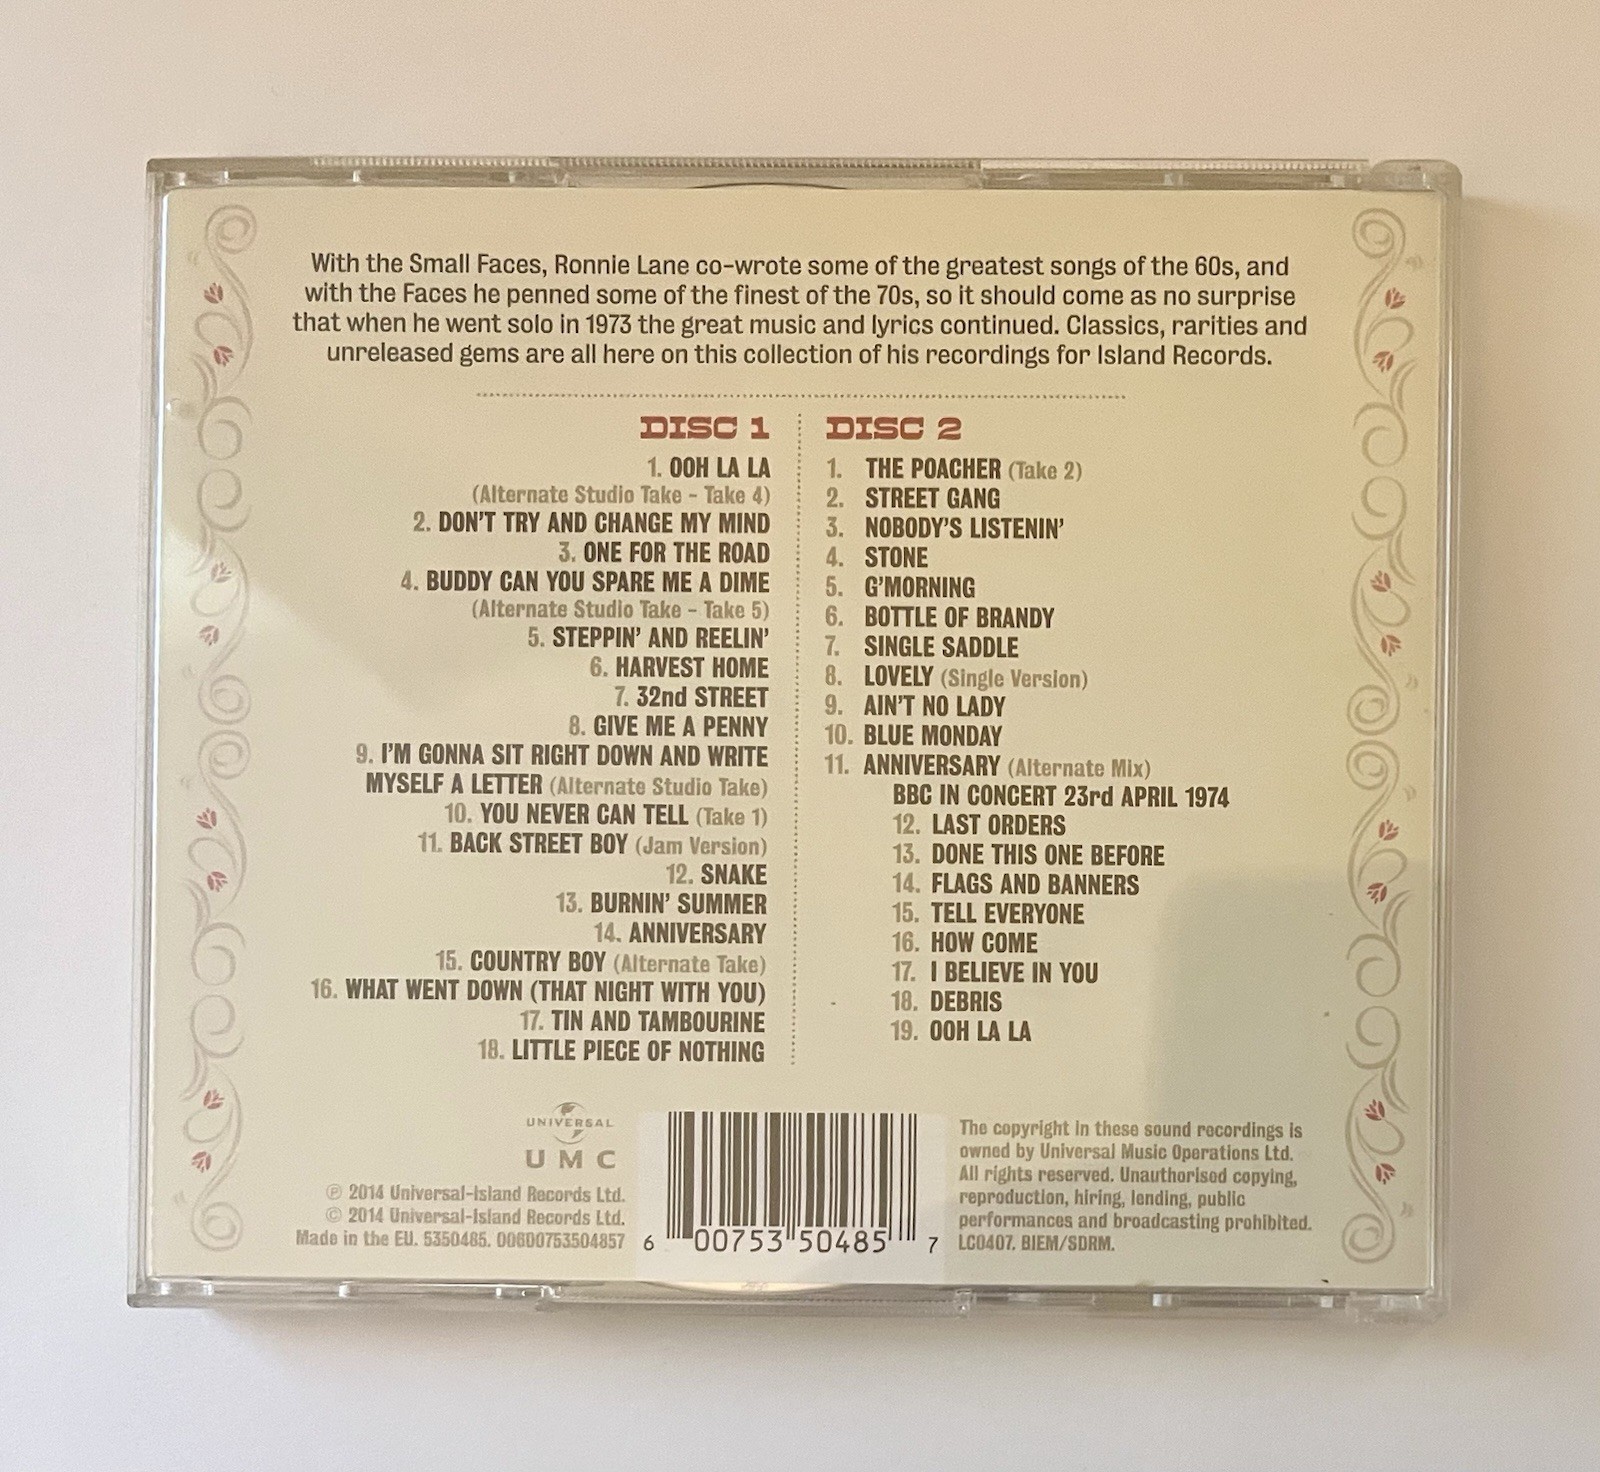 With the Small Faces, Ronnie Lane co-wrote some of the greatest songs of the 60s, and
with the Faces he penned some of the finest of the 70s, so it should come as no surprise
that when he went solo in 1973 the great music and lyrics continued. Classics, rarities and
unreleased gems are all here on this collection of his recordings for Island Records.
DISC 1
1. OOH LA LA
(Alternate Studio Take - Take 4)
2. DON'T TRY AND CHANGE MY MIND
3. ONE FOR THE ROAD
4. BUDDY CAN YOU SPARE ME A DIME
(Alternate Studio Take - Take 5)
5. STEPPIN' AND REELIN'
6. HARVEST HOME
7. 32nd STREET
8. GIVE ME A PENNY
9. I'M GONNA SIT RIGHT DOWN AND WRITE
MYSELF A LETTER (Alternate Studio Take)
10. YOU NEVER CAN TELL (Take 1)
11. BACK STREET BOY (Jam Version)
12. SNAKE
13. BURNIN' SUMMER
14. ANNIVERSARY
15. COUNTRY BOY (Alternate Take)
16. WHAT WENT DOWN (THAT NIGHT WITH YOU)
17. TIN AND TAMBOURINE
18. LITTLE PIECE OF NOTHING
DISC 2
1. THE POACHER (Take 2)
2. STREET GANG
3. NOBODY'S LISTENIN'
4. STONE
5. G'MORNING
6. BOTTLE OF BRANDY
7. SINGLE SADDLE
8. LOVELY (Single Version)
9. AIN'T NO LADY
10. BLUE MONDAY
11. ANNIVERSARY (Alternate Mix)
BBC IN CONCERT 23rd APRIL 1974
12. LAST ORDERS
13. DONE THIS ONE BEFORE
14. FLAGS AND BANNERS
15. TELL EVERYONE
16. HOW COME
17. I BELIEVE IN YOU
18. DEBRIS
19. OOH LA LA
UNIVERSAL
UMC
℗ 2014 Universal-Island Records Ltd.
© 2014 Universal-Island Records Ltd.
Made in the EU. 5350485. 00600753504857
6 00753 50485 7
The copyright in these sound recordings is
owned by Universal Music Operations Ltd.
All rights reserved. Unauthorised copying,
reproduction, hiring, lending, public
performances and broadcasting prohibited.
LC0407. BIEM/SDRM.